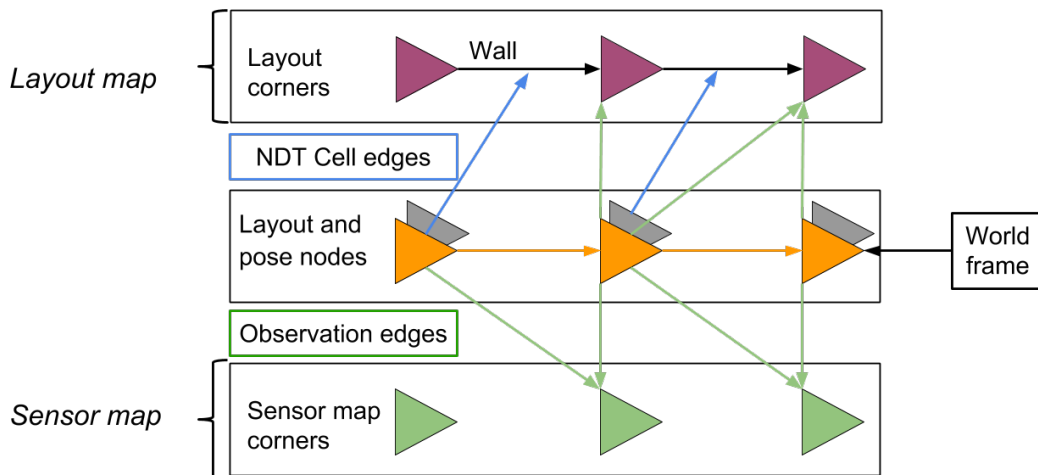 Layout map
Layout
corners
Wall
NDT Cell edges
Layout and
pose nodes
World
frame
Observation edges
Sensor map
Sensor map
corners